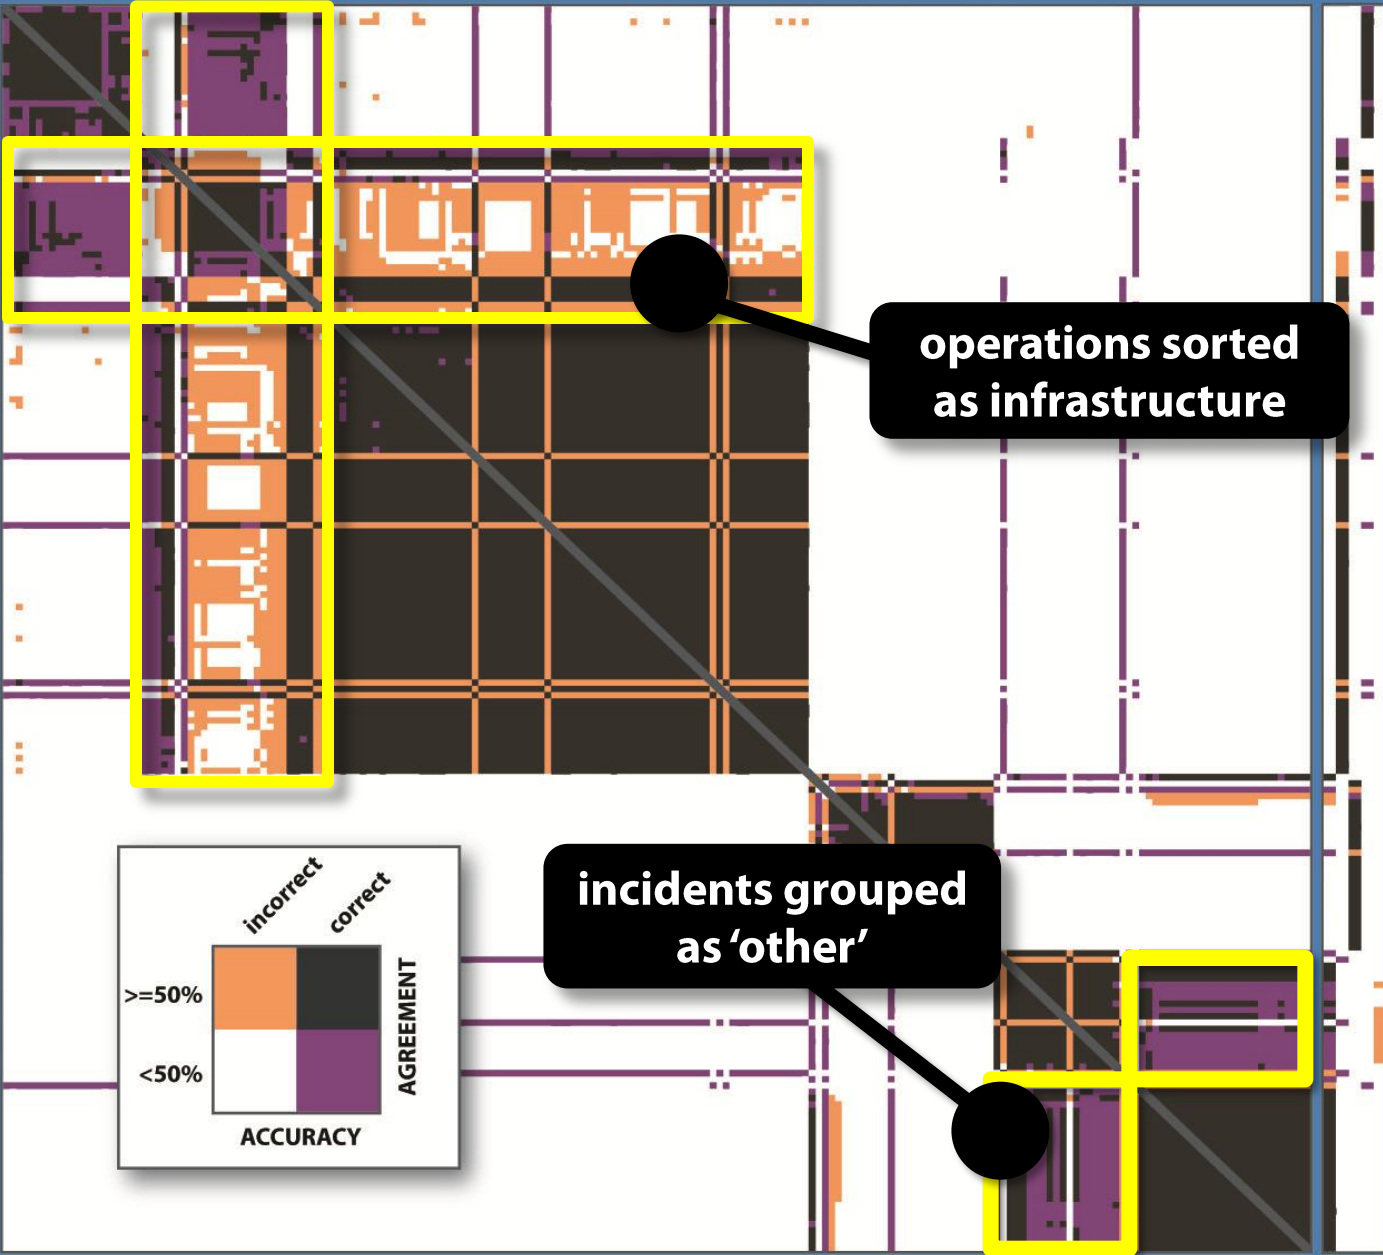 operations sorted
as infrastructure
incidents grouped
as ‘other’
incorrect
correct
>=50%
<50%
AGREEMENT
ACCURACY